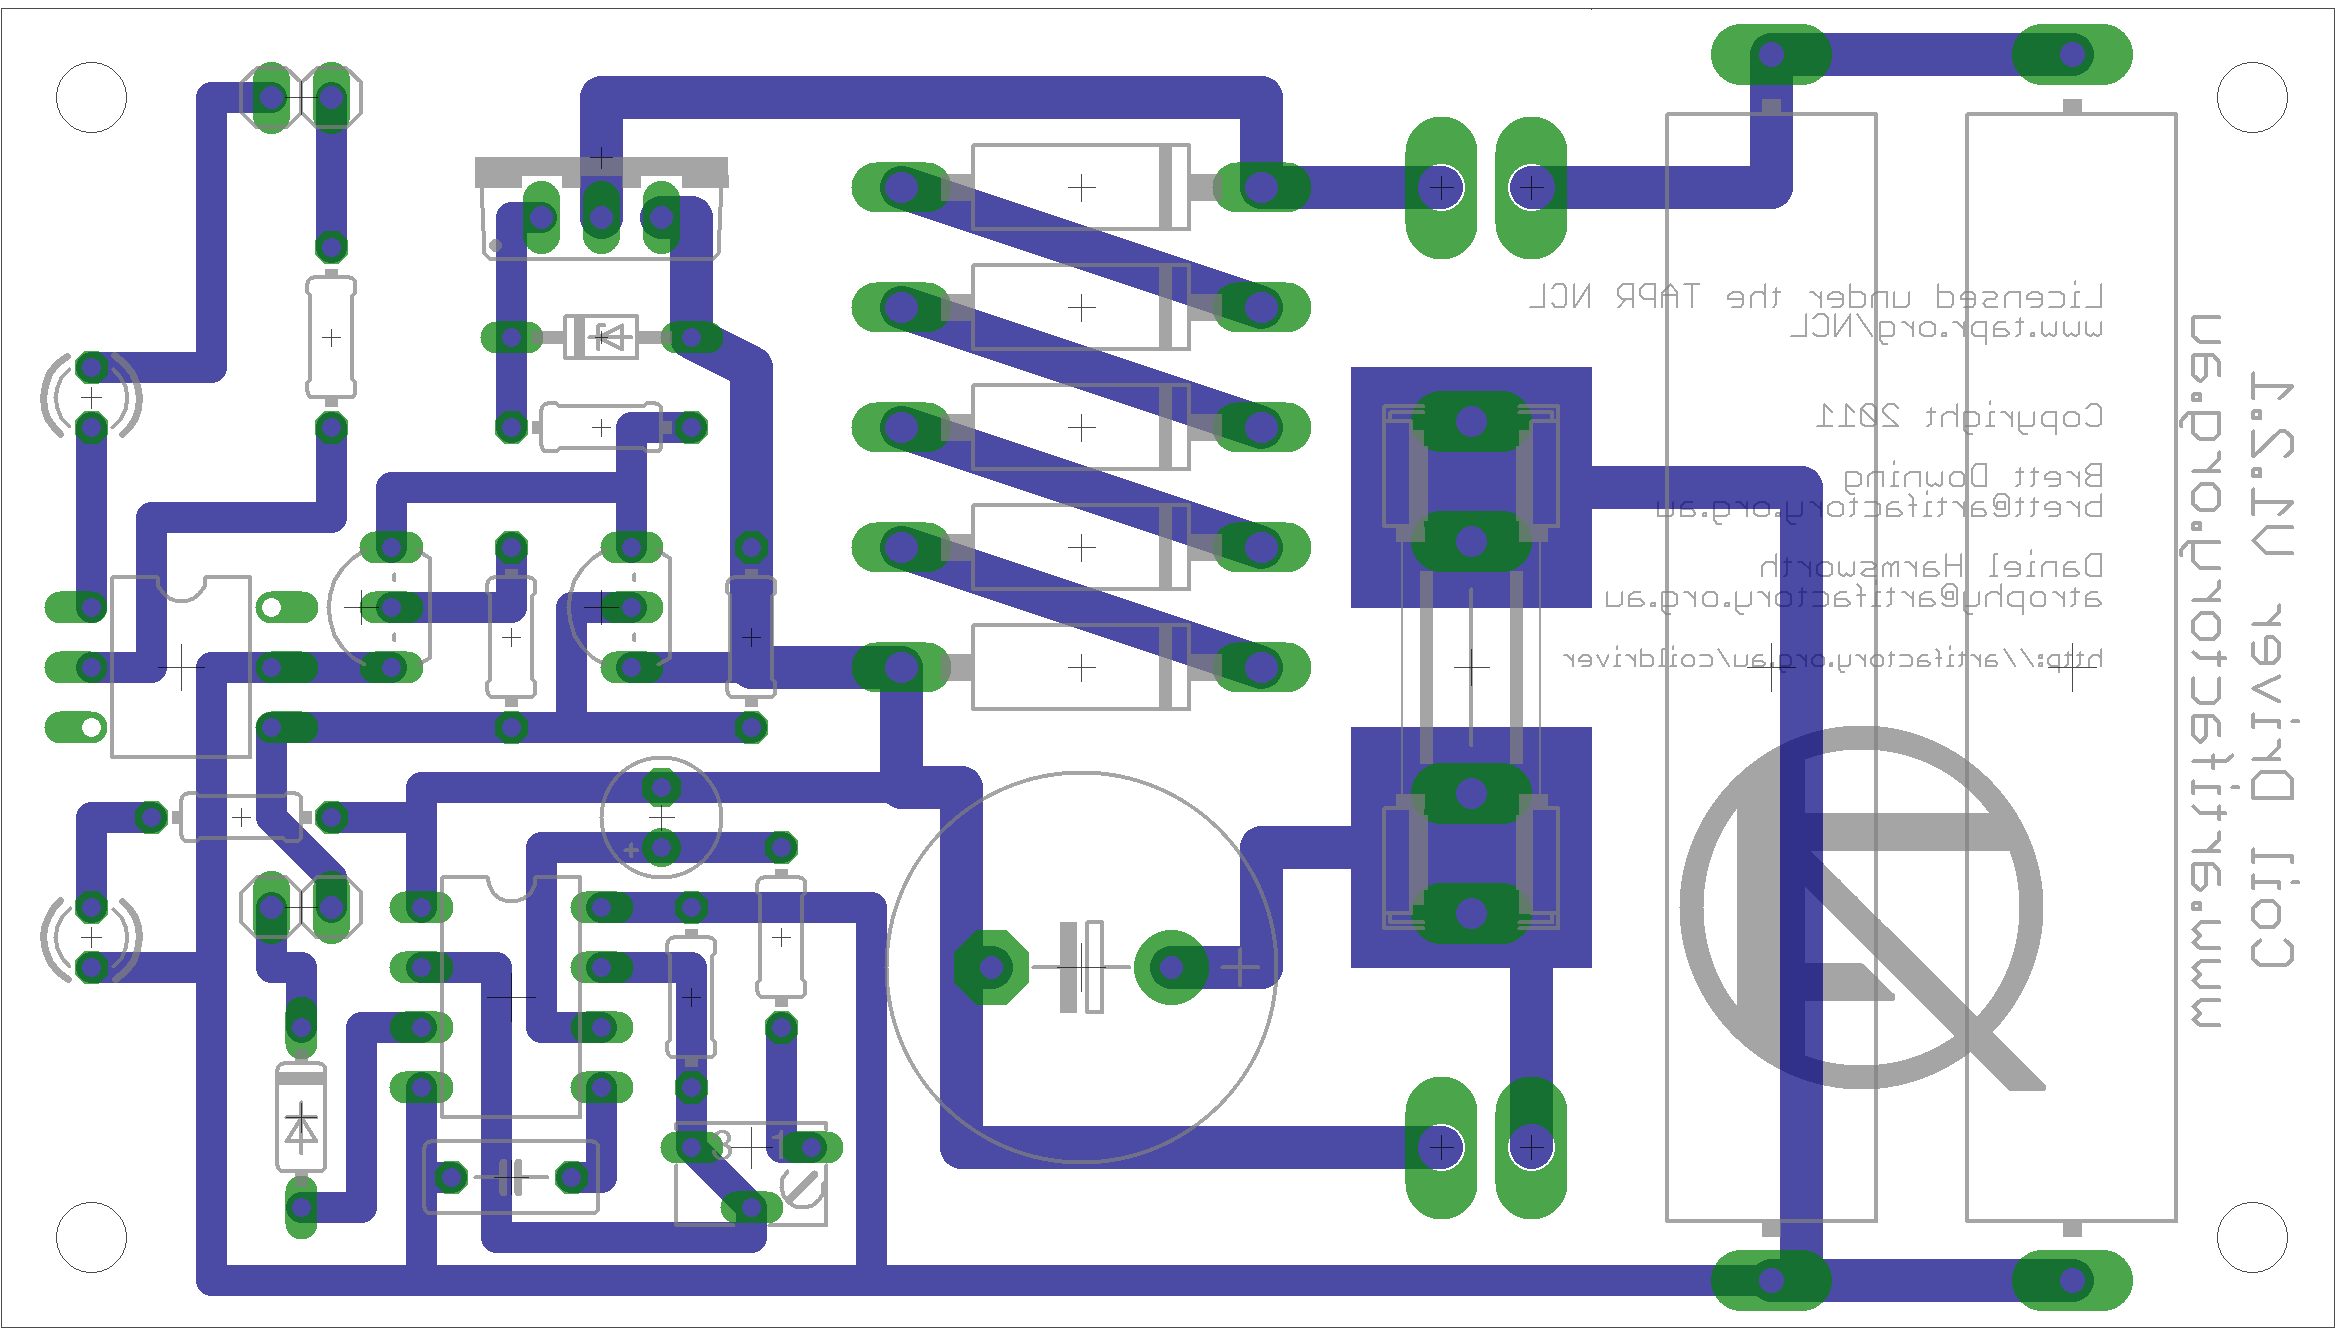 Licensed under the TAPR NCL
www.tapr.org/NCL
Copyright 2011
Brett Downing
brett@artifactory.org.au
Daniel Harmsworth
atrophy@artifactory.org.au
http://artifactory.org.au/coildriver
www.artifactory.org.au
Coil Driver V1.2.1
+
3 1
+